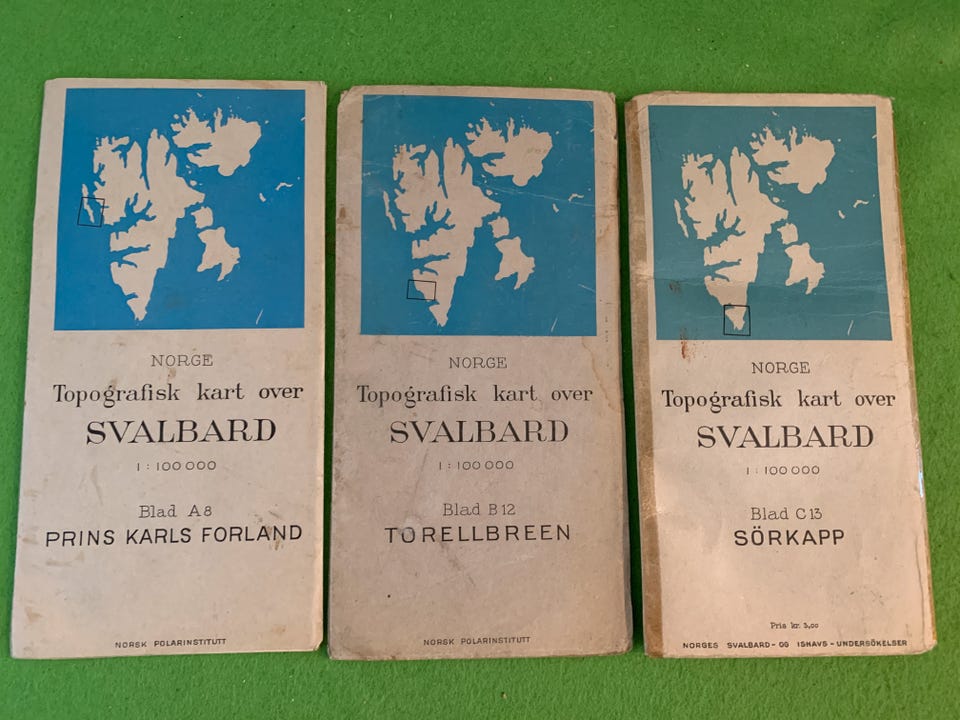 NORGE
Topografisk kart over
SVALBARD
1 : 100 000
Blad A8
PRINS KARLS FORLAND
NORSK POLARINSTITUTT
NORGE
Topografisk kart over
SVALBARD
1 : 100 000
Blad B12
TORELLBREEN
NORSK POLARINSTITUTT
NORGE
Topografisk kart over
SVALBARD
1 : 100 000
Blad C13
SÖRKAPP
Pris kr. 3,00
NORGES SVALBARD- OG ISHAVS-UNDERSÖKELSER